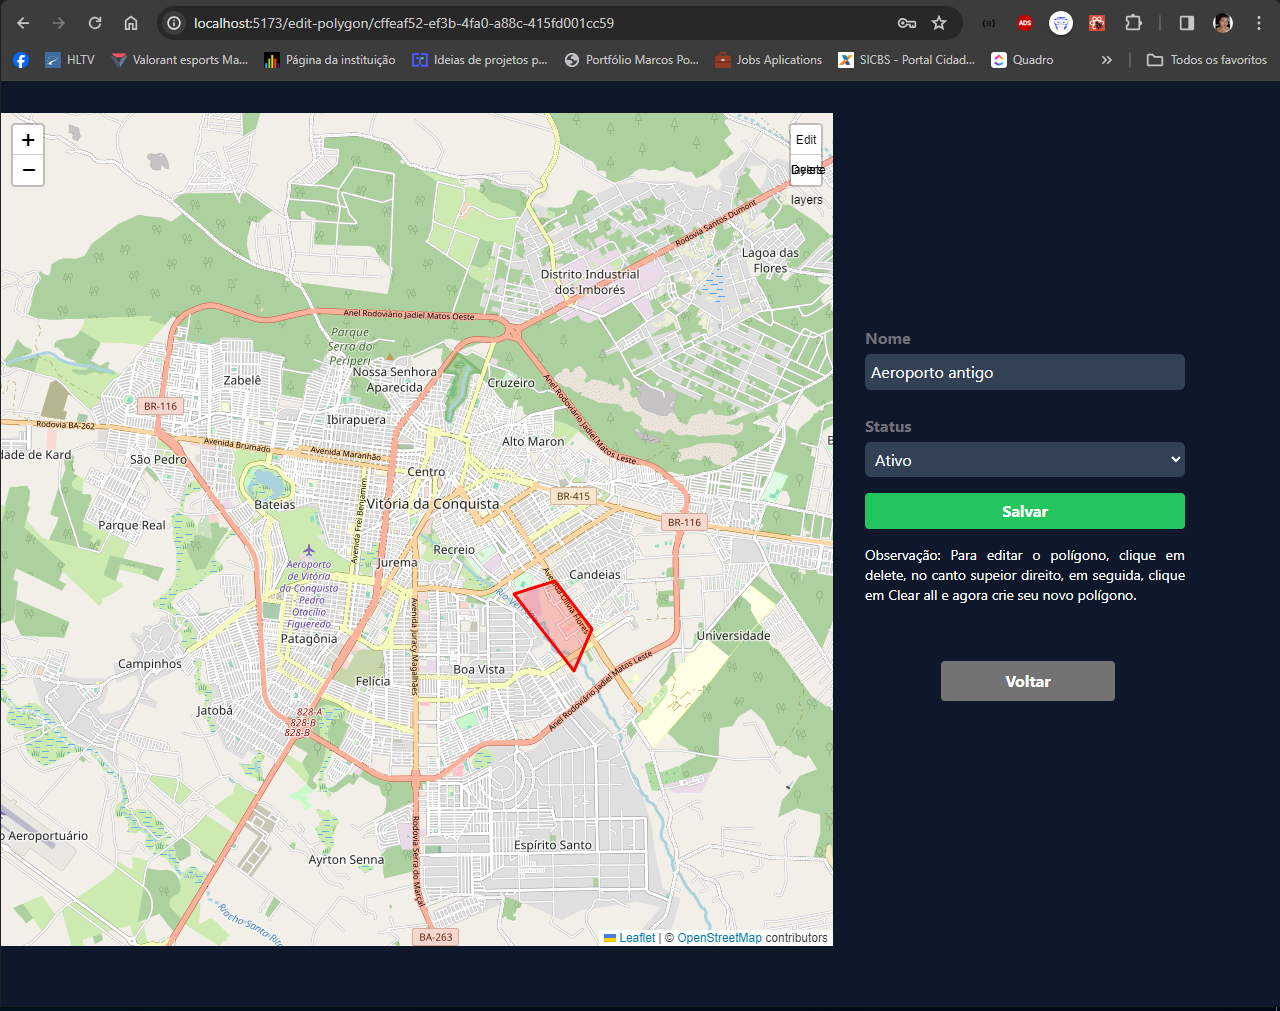 localhost:5173/edit-polygon/cffeaf52-ef3b-4fa0-a88c-415fd001cc59
ADS
HLTV
Valorant esports Ma...
Página da instituição
Ideias de projetos p...
Portfólio Marcos Po...
Jobs Aplications
SICBS - Portal Cidad...
Quadro
»
Todos os favoritos
+
−
Edit
layers
Delete
layers
Rodovia Santos Dumont
Lagoa das
Flores
Distrito Industrial
dos Imborés
Anel Rodoviário Jadiel Matos Oeste
Parque
Serra do
Periperi
Nossa Senhora
Aparecida
Zabelê
Cruzeiro
BR-116
Ibirapuera
Anel Rodoviário Jadiel Matos Leste
Rodovia BA-262
Avenida Brumado
Avenida Maranhão
Alto Maron
dade de Kard
São Pedro
Centro
BR-415
Bateias
Vitória da Conquista
Parque Real
Avenida Frei Benjamim
BR-116
Recreio
Jurema
Candeias
Aeroporto
de Vitória
da Conquista
Pedro
Otacílio
Figueredo
Avenida Olívia Flores
Rio Verr
Patagônia
Avenida Juracy Magalhães
Universidade
Campinhos
Boa Vista
Felícia
Anel Rodoviário Jadiel Matos Leste
Jatobá
828-A
828-B
828-B
o Aeroportuário
Espírito Santo
Ayrton Senna
Rodovia Serra do Marçal
Riacho Santa Rit
BA-263
Leaflet | © OpenStreetMap contributors
Nome
Aeroporto antigo
Status
Ativo
Salvar
Observação: Para editar o polígono, clique em
delete, no canto supeior direito, em seguida, clique
em Clear all e agora crie seu novo polígono.
Voltar